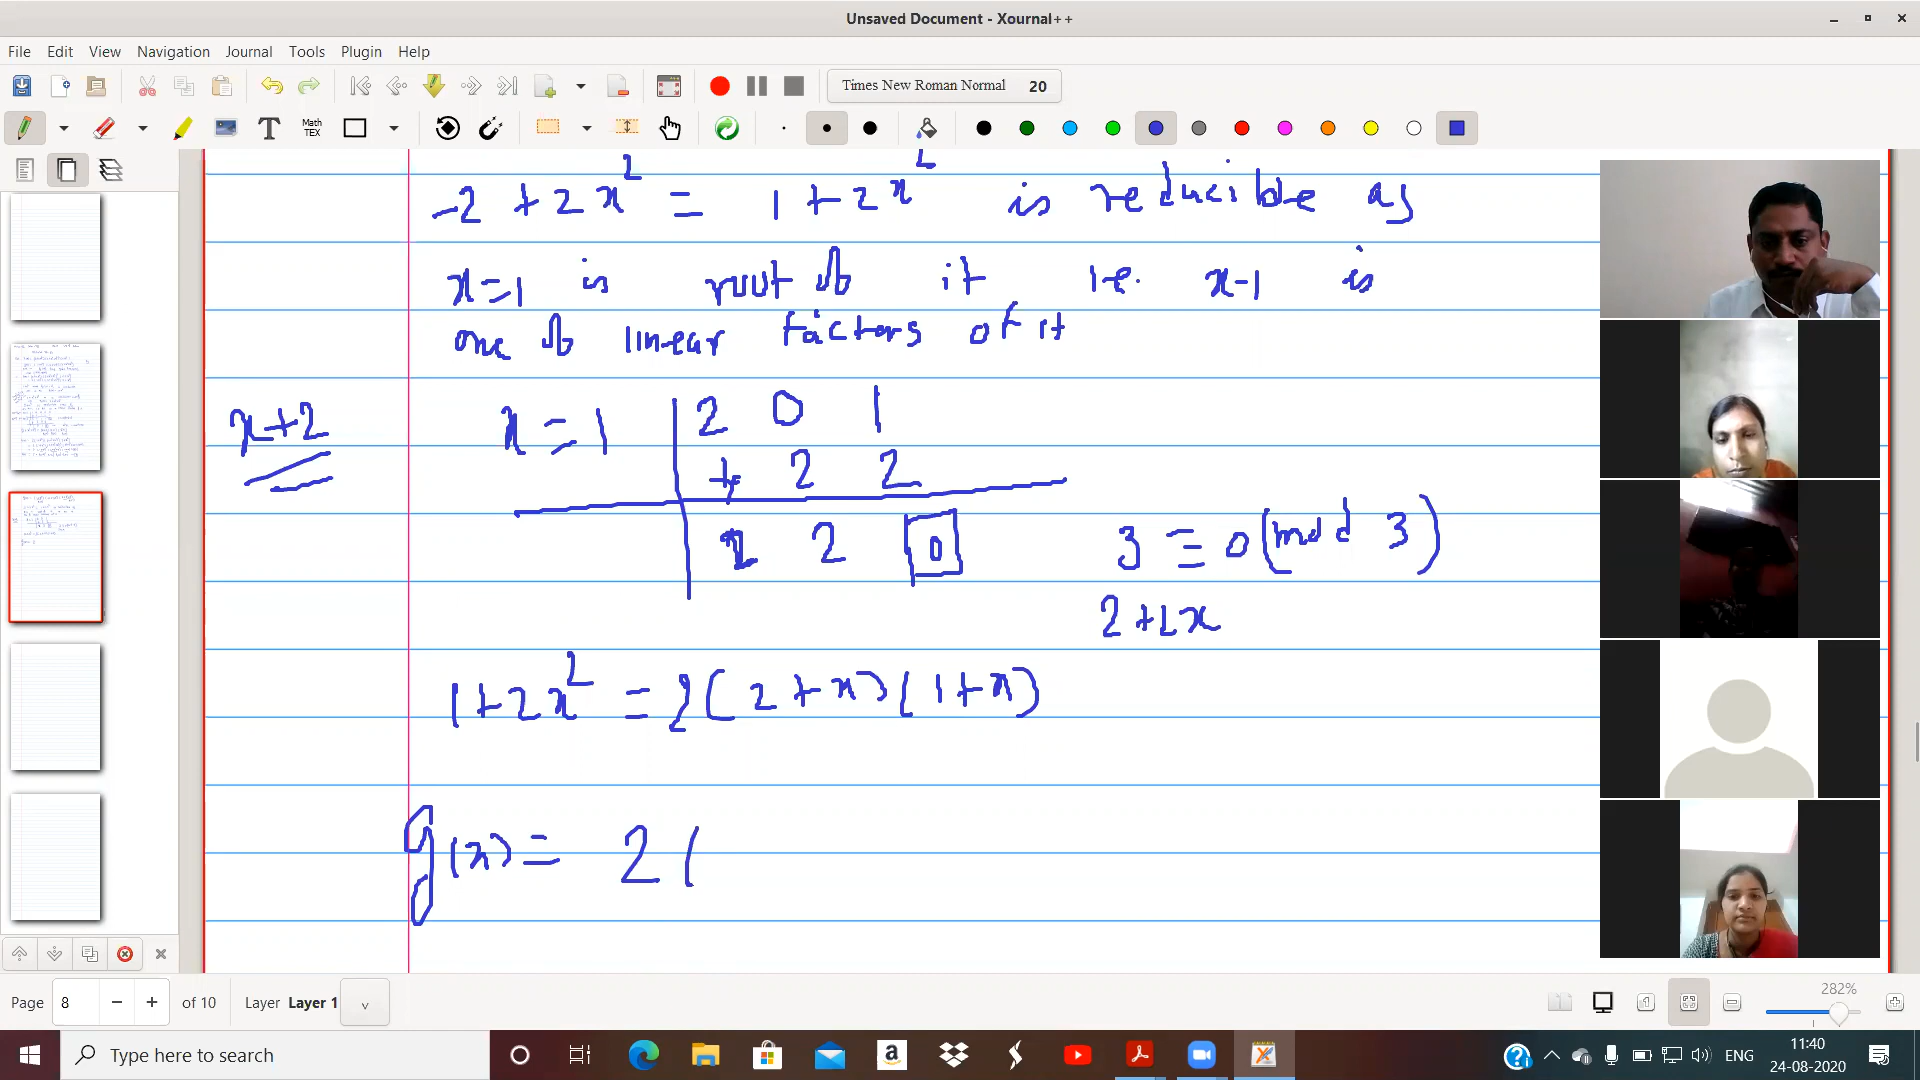 Unsaved Document - Xournal++
File Edit View Navigation Journal Tools Plugin Help
Times New Roman Normal 20
Math TEX
-2 + 2x² = 1 + 2x² is reducible as
x = 1 is root of it i.e. x-1 is
one of linear factors of it
x+2
x = 1 | 2 0 1
+ 2 2
2 2 0
3 ≡ 0 (mod 3)
2 + 2x
1 + 2x² = 2(2+x)(1+x)
g(x) = 2(
Page 8 of 10 Layer Layer 1
282%
Type here to search
ENG
11:40
24-08-2020